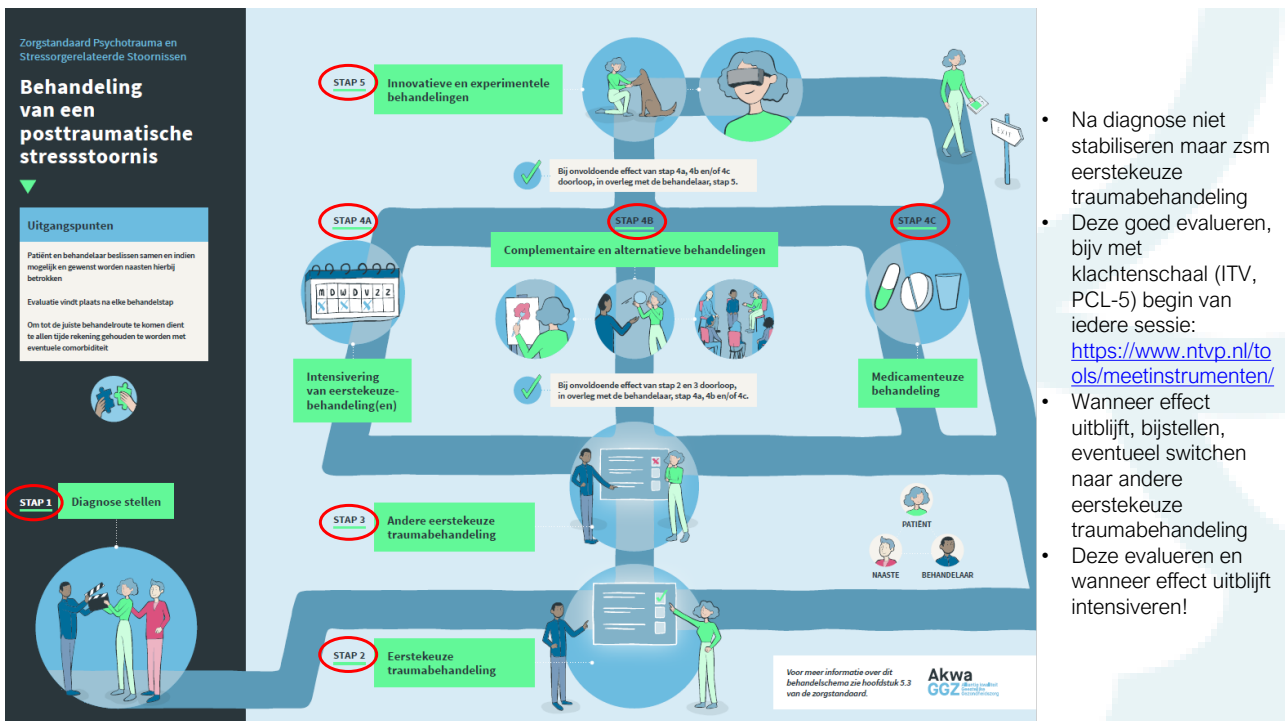 Zorgstandaard Psychotrauma en
Stressorgerelateerde Stoornissen
Behandeling
van een
posttraumatische
stressstoornis
Uitgangspunten
Patiënt en behandelaar beslissen samen en indien
mogelijk en gewenst worden naasten hierbij
betrokken
Evaluatie vindt plaats na elke behandelstap
Om tot de juiste behandelroute te komen dient
te allen tijde rekening gehouden te worden met
eventuele comorbiditeit
STAP 1
Diagnose stellen
STAP 5
Innovatieve en experimentele
behandelingen
EXIT
Bij onvoldoende effect van stap 4a, 4b en/of 4c
doorloop, in overleg met de behandelaar, stap 5.
STAP 4A
STAP 4B
STAP 4C
Complementaire en alternatieve behandelingen
M D W D V Z Z
Intensivering
van eerstekeuze-
behandeling(en)
Bij onvoldoende effect van stap 2 en 3 doorloop,
in overleg met de behandelaar, stap 4a, 4b en/of 4c.
Medicamenteuze
behandeling
STAP 3
Andere eerstekeuze
traumabehandeling
PATIËNT
NAASTE
BEHANDELAAR
STAP 2
Eerstekeuze
traumabehandeling
Voor meer informatie over dit
behandelschema zie hoofdstuk 5.3
van de zorgstandaard.
Akwa
GGZ
• Na diagnose niet
stabiliseren maar zsm
eerstekeuze
traumabehandeling
• Deze goed evalueren,
bijv met
klachtenschaal (ITV,
PCL-5) begin van
iedere sessie:
https://www.ntvp.nl/to
ols/meetinstrumenten/
• Wanneer effect
uitblijft, bijstellen,
eventueel switchen
naar andere
eerstekeuze
traumabehandeling
• Deze evalueren en
wanneer effect uitblijft
intensiveren!